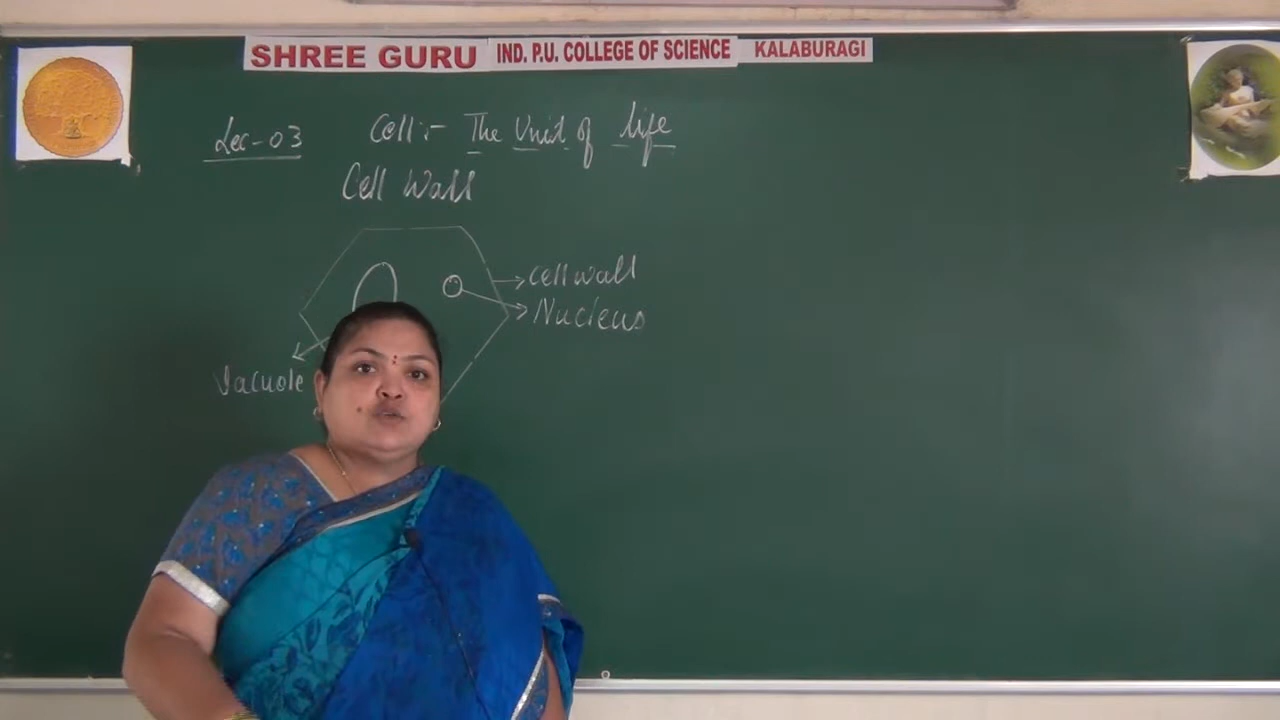 SHREE GURU IND. P.U. COLLEGE OF SCIENCE KALABURAGI
Lec-03 Cell:- The Unit of life
Cell Wall
Cell wall
Nucleus
Vacuole